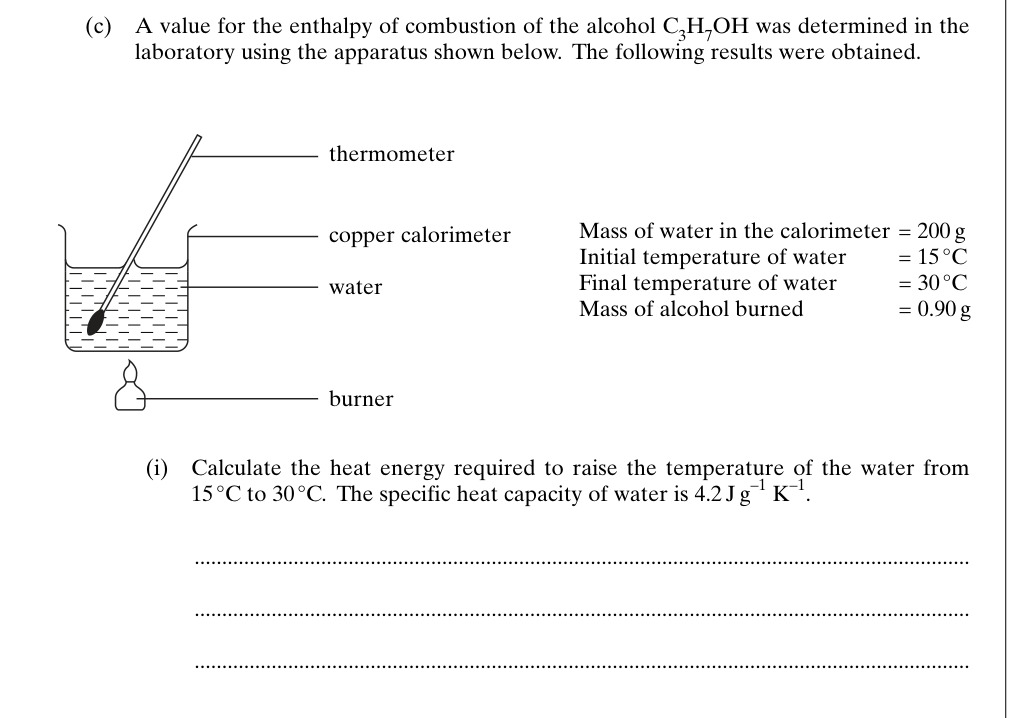 (c) A value for the enthalpy of combustion of the alcohol C₃H₇OH was determined in the
laboratory using the apparatus shown below. The following results were obtained.
thermometer
copper calorimeter
water
burner
Mass of water in the calorimeter = 200 g
Initial temperature of water = 15 °C
Final temperature of water = 30 °C
Mass of alcohol burned = 0.90 g
(i) Calculate the heat energy required to raise the temperature of the water from
15 °C to 30 °C. The specific heat capacity of water is 4.2 J g⁻¹ K⁻¹.